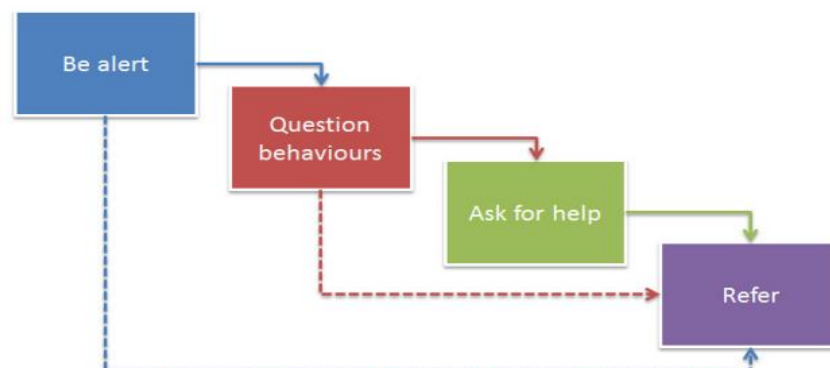 Be alert
Question
behaviours
Ask for help
Refer